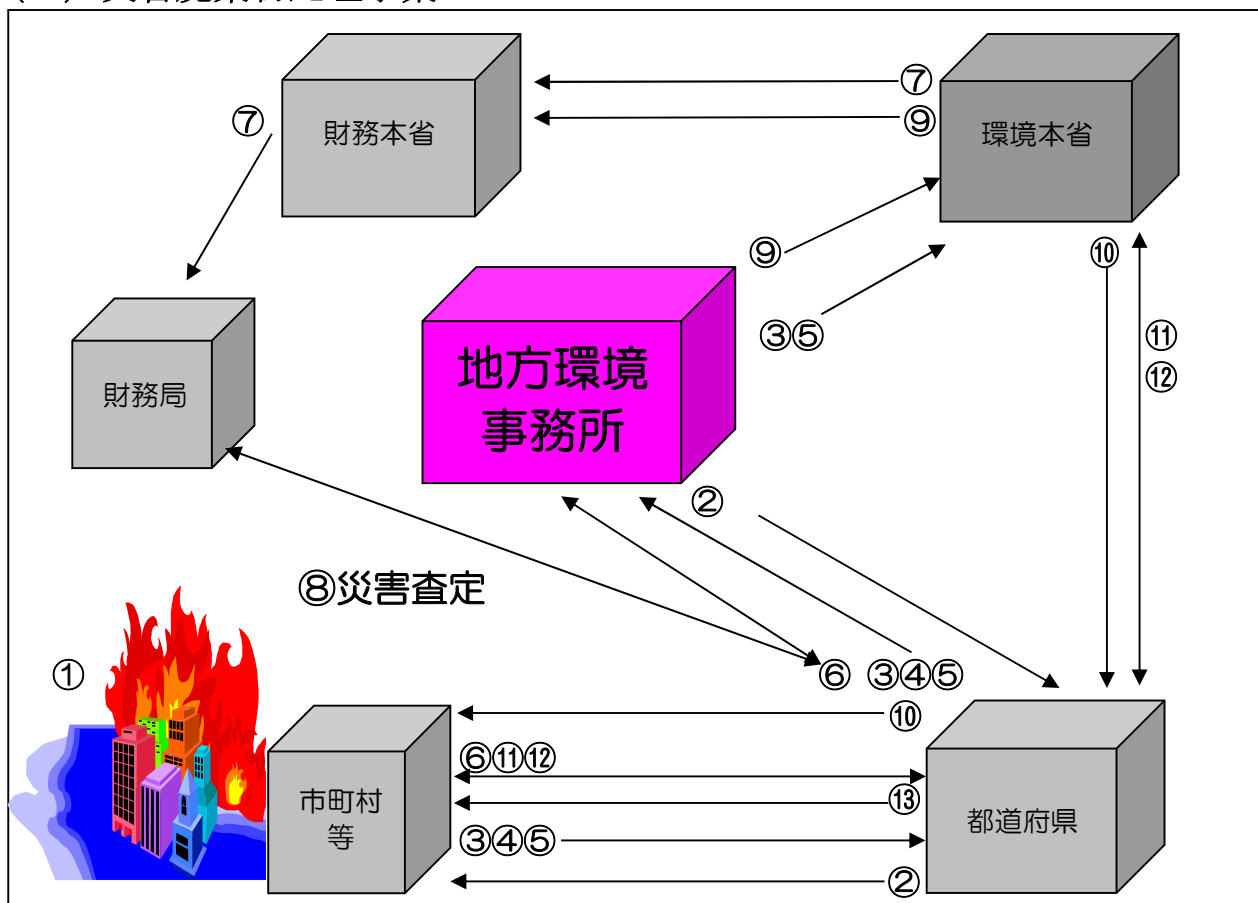 ⑦
⑨
財務本省
環境本省
⑦
⑨
⑩
③⑤
⑪
⑫
地方環境
事務所
財務局
②
⑧災害査定
①
⑥
③④⑤
⑩
⑥⑪⑫
⑬
市町村
等
都道府県
③④⑤
②